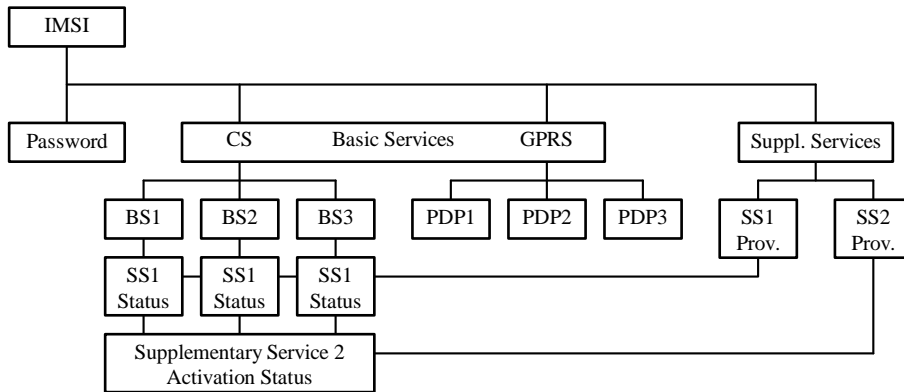 IMSI
Password
CS Basic Services GPRS
Suppl. Services
BS1 BS2 BS3 PDP1 PDP2 PDP3
SS1 Prov.
SS2 Prov.
SS1 Status
SS1 Status
SS1 Status
Supplementary Service 2
Activation Status